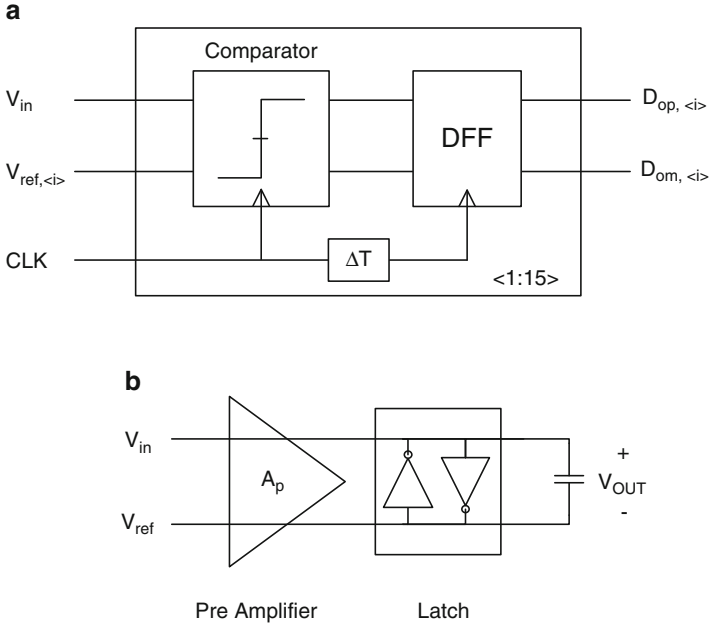 a
Comparator
V_in
D_op, <i>
DFF
V_ref,<i>
D_om, <i>
CLK
ΔT
<1:15>
b
V_in
+
A_p
V_OUT
V_ref
-
Pre Amplifier
Latch